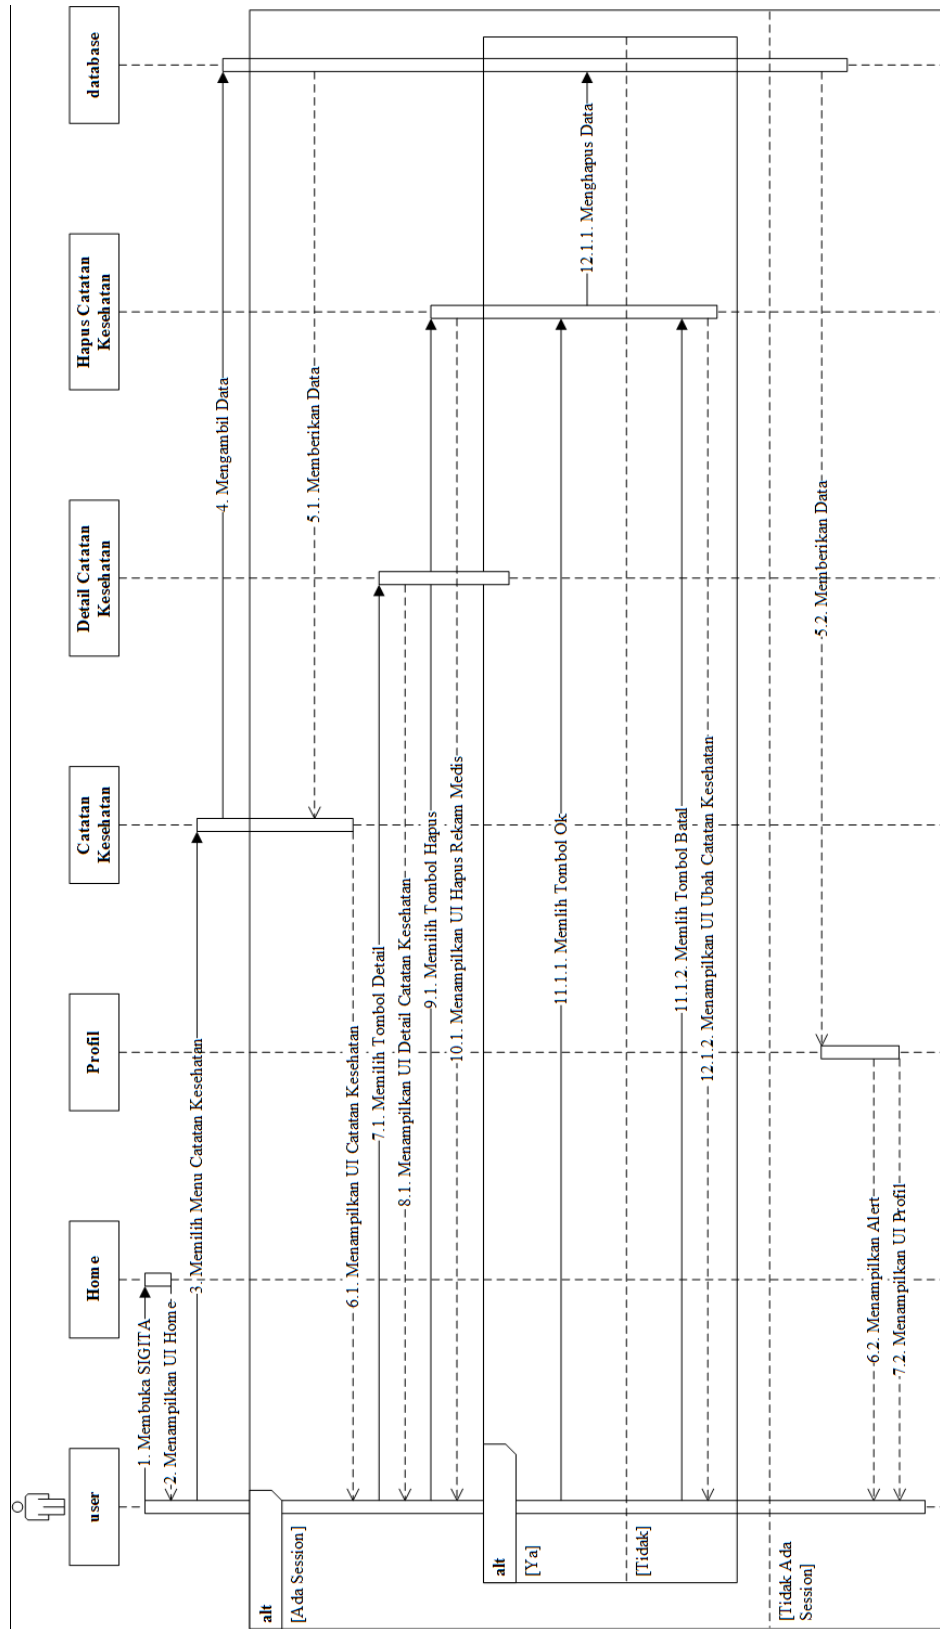 user
Home
Profil
Catatan
Kesehatan
Detail Catatan
Kesehatan
Hapus Catatan
Kesehatan
database
1. Membuka SIGITA
2. Menampilkan UI Home
3. Memilih Menu Catatan Kesehatan
4. Mengambil Data
alt
[Ada Session]
5.1. Memberikan Data
6.1. Menampilkan UI Catatan Kesehatan
7.1. Memilih Tombol Detail
8.1. Menampilkan UI Detail Catatan Kesehatan
9.1. Memilih Tombol Hapus
10.1. Menampilkan UI Hapus Rekam Medis
alt
[Ya]
11.1.1. Memlih Tombol Ok
12.1.1. Menghapus Data
[Tidak]
11.1.2. Memlih Tombol Batal
12.1.2. Menampilkan UI Ubah Catatan Kesehatan
[Tidak Ada
Session]
5.2. Memberikan Data
6.2. Menampilkan Alert
7.2. Menampilkan UI Profil